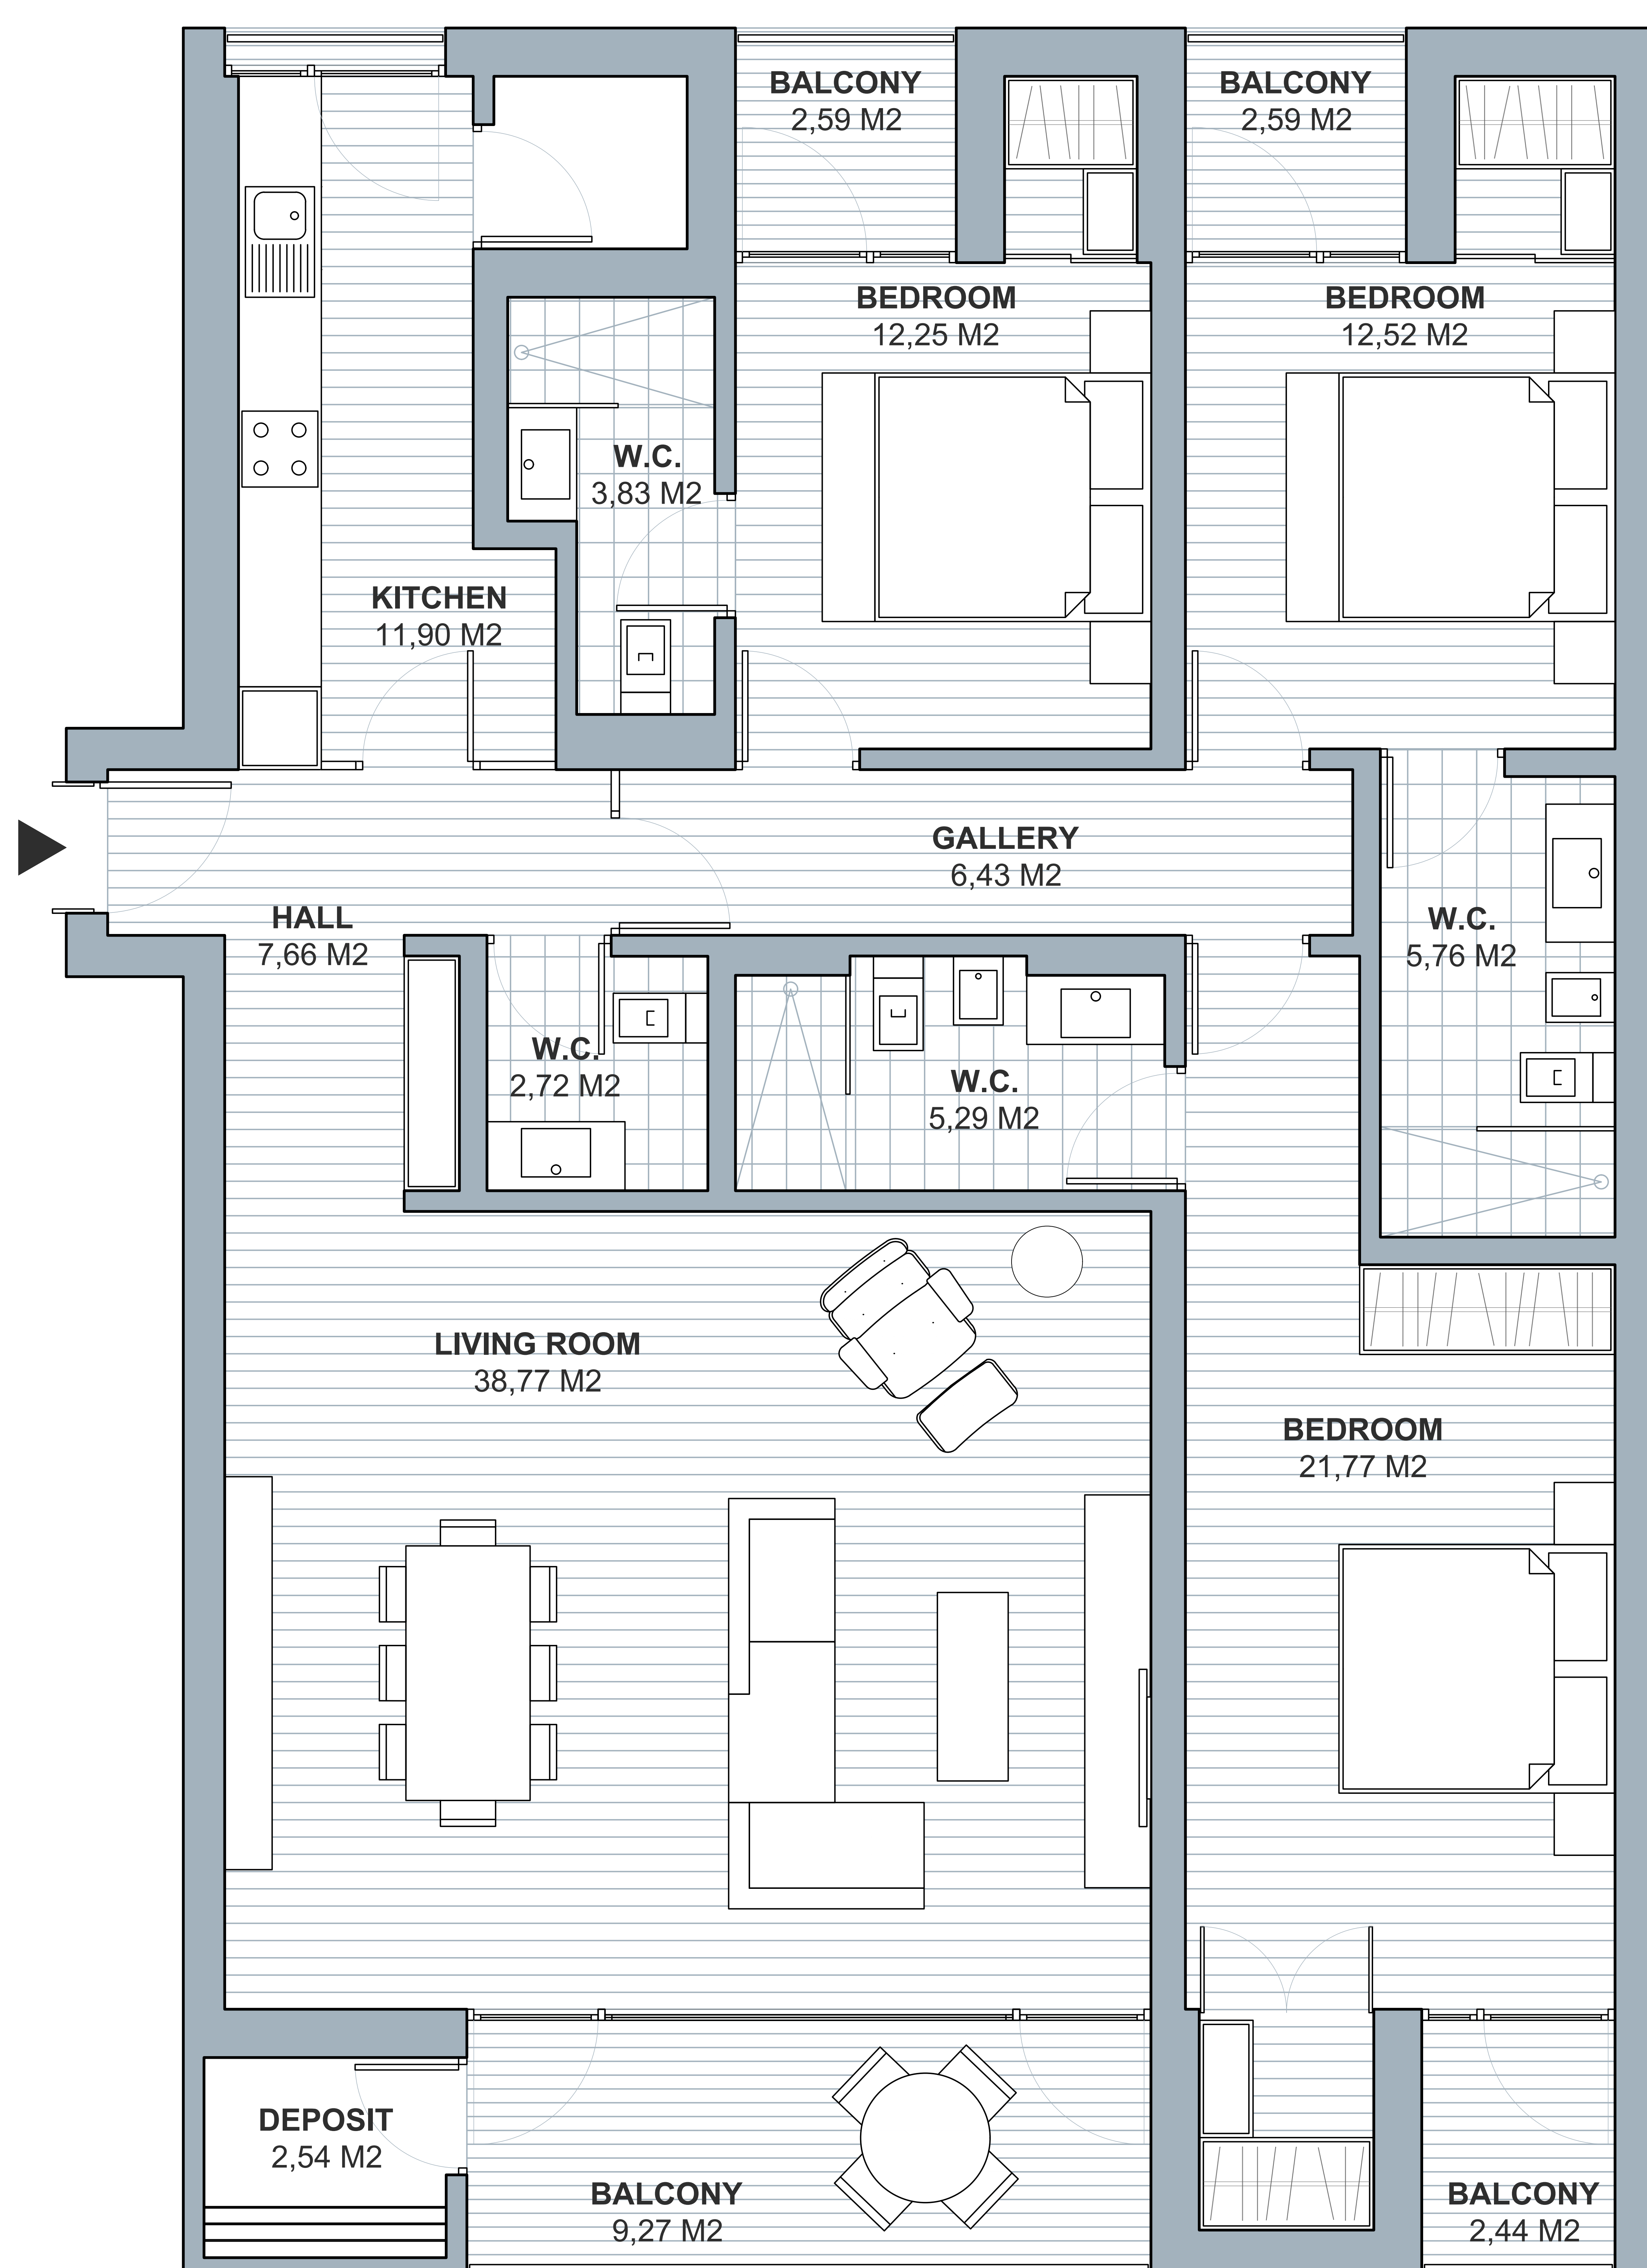 BALCONY
2,59 M2
BALCONY
2,59 M2
BEDROOM
12,25 M2
BEDROOM
12,52 M2
W.C.
3,83 M2
KITCHEN
11,90 M2
GALLERY
6,43 M2
HALL
7,66 M2
W.C.
5,76 M2
W.C.
2,72 M2
W.C.
5,29 M2
LIVING ROOM
38,77 M2
BEDROOM
21,77 M2
DEPOSIT
2,54 M2
BALCONY
9,27 M2
BALCONY
2,44 M2